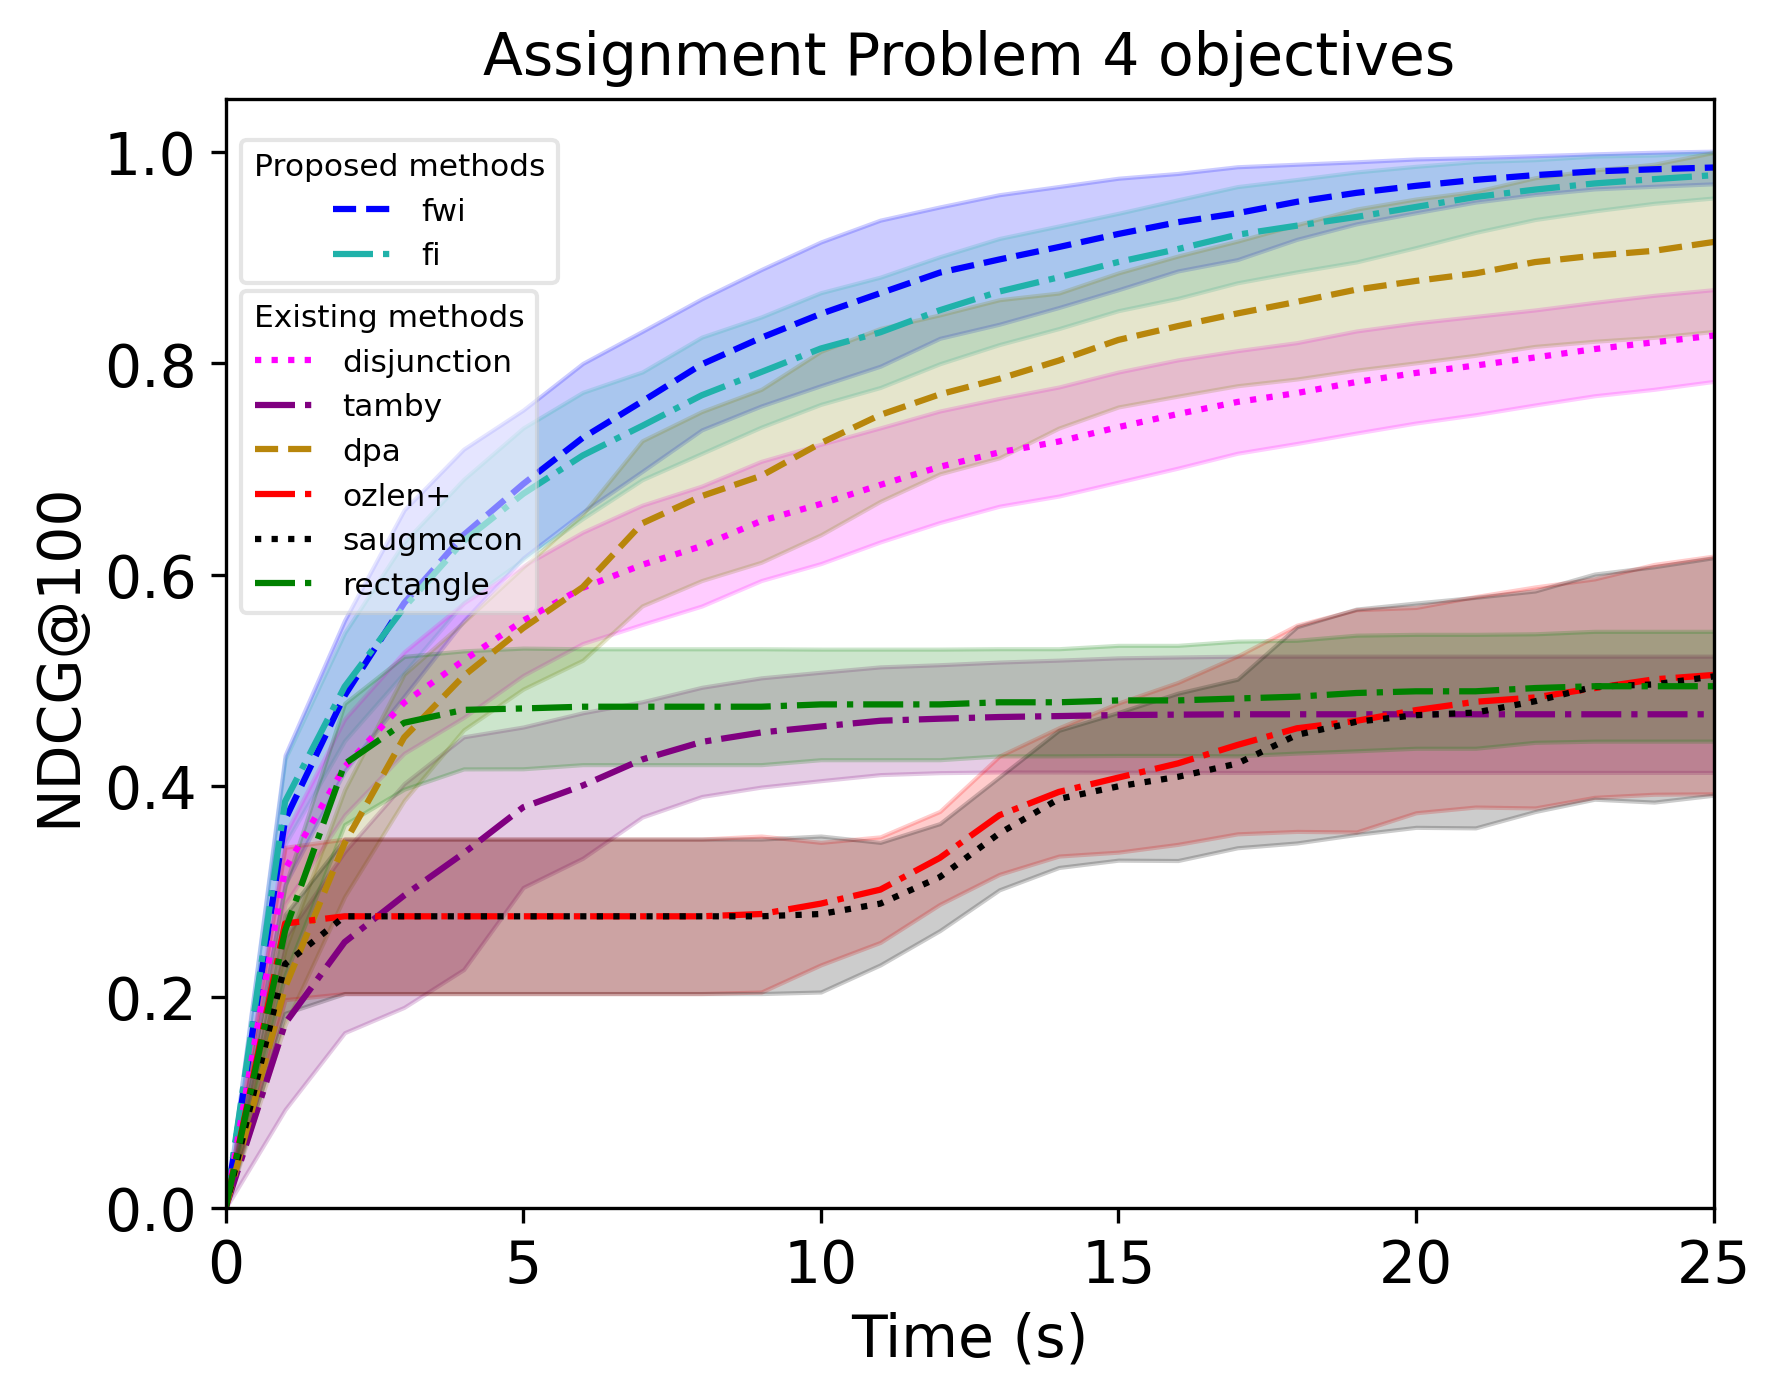 Assignment Problem 4 objectives
Proposed methods
fwi
fi
Existing methods
disjunction
tamby
dpa
ozlen+
saugmecon
rectangle
NDCG@100
1.0
0.8
0.6
0.4
0.2
0.0
0 5 10 15 20 25
Time (s)